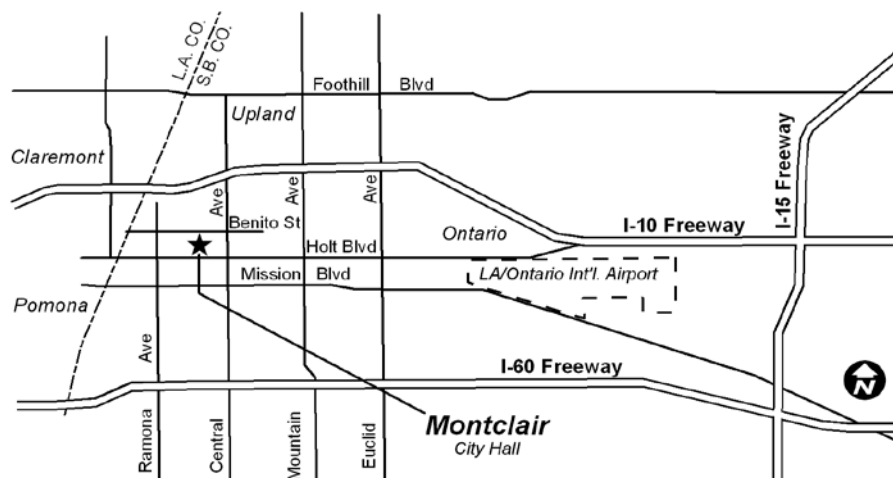 L.A. CO.
S.B. CO.
Foothill Blvd
Upland
Claremont
I-15 Freeway
Ave
Ave
Ave
Benito St
Ontario
I-10 Freeway
Holt Blvd
Mission Blvd
LA/Ontario Int'l. Airport
Pomona
Ave
I-60 Freeway
N
Montclair
City Hall
Ramona
Central
Mountain
Euclid